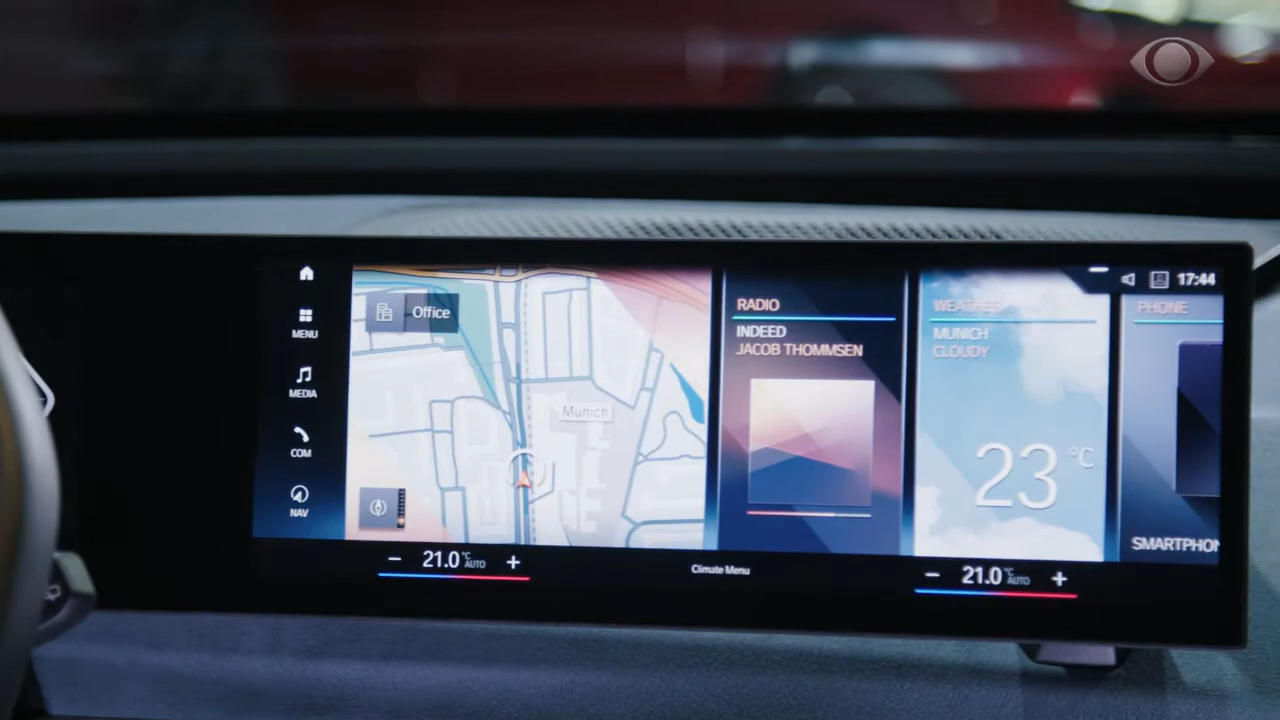 MENU
MEDIA
COM
NAV
Office
Munich
RADIO
INDEED
JACOB THOMMSEN
WEATHER
MUNICH
CLOUDY
23 °C
17:44
PHONE
SMARTPHON
− 21.0 °C AUTO +
Climate Menu
− 21.0 °C AUTO +